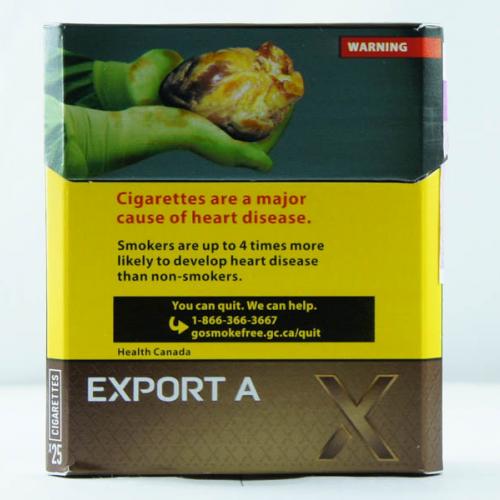 WARNING
Cigarettes are a major
cause of heart disease.
Smokers are up to 4 times more
likely to develop heart disease
than non-smokers.
You can quit. We can help.
1-866-366-3667
gosmokefree.gc.ca/quit
Health Canada
EXPORT A
X
25
CIGARETTES